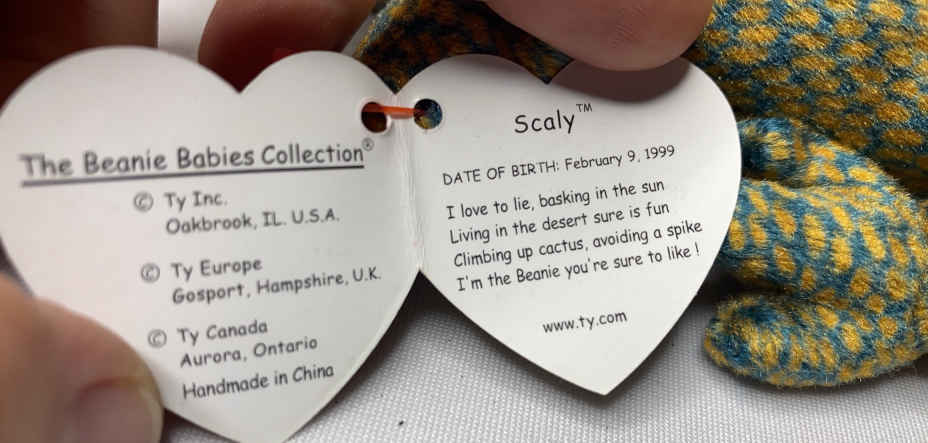 The Beanie Babies Collection®
© Ty Inc.
Oakbrook, IL. U.S.A.
© Ty Europe
Gosport, Hampshire, U.K.
© Ty Canada
Aurora, Ontario
Handmade in China
Scaly™
DATE OF BIRTH: February 9, 1999
I love to lie, basking in the sun
Living in the desert sure is fun
Climbing up cactus, avoiding a spike
I'm the Beanie you're sure to like !
www.ty.com